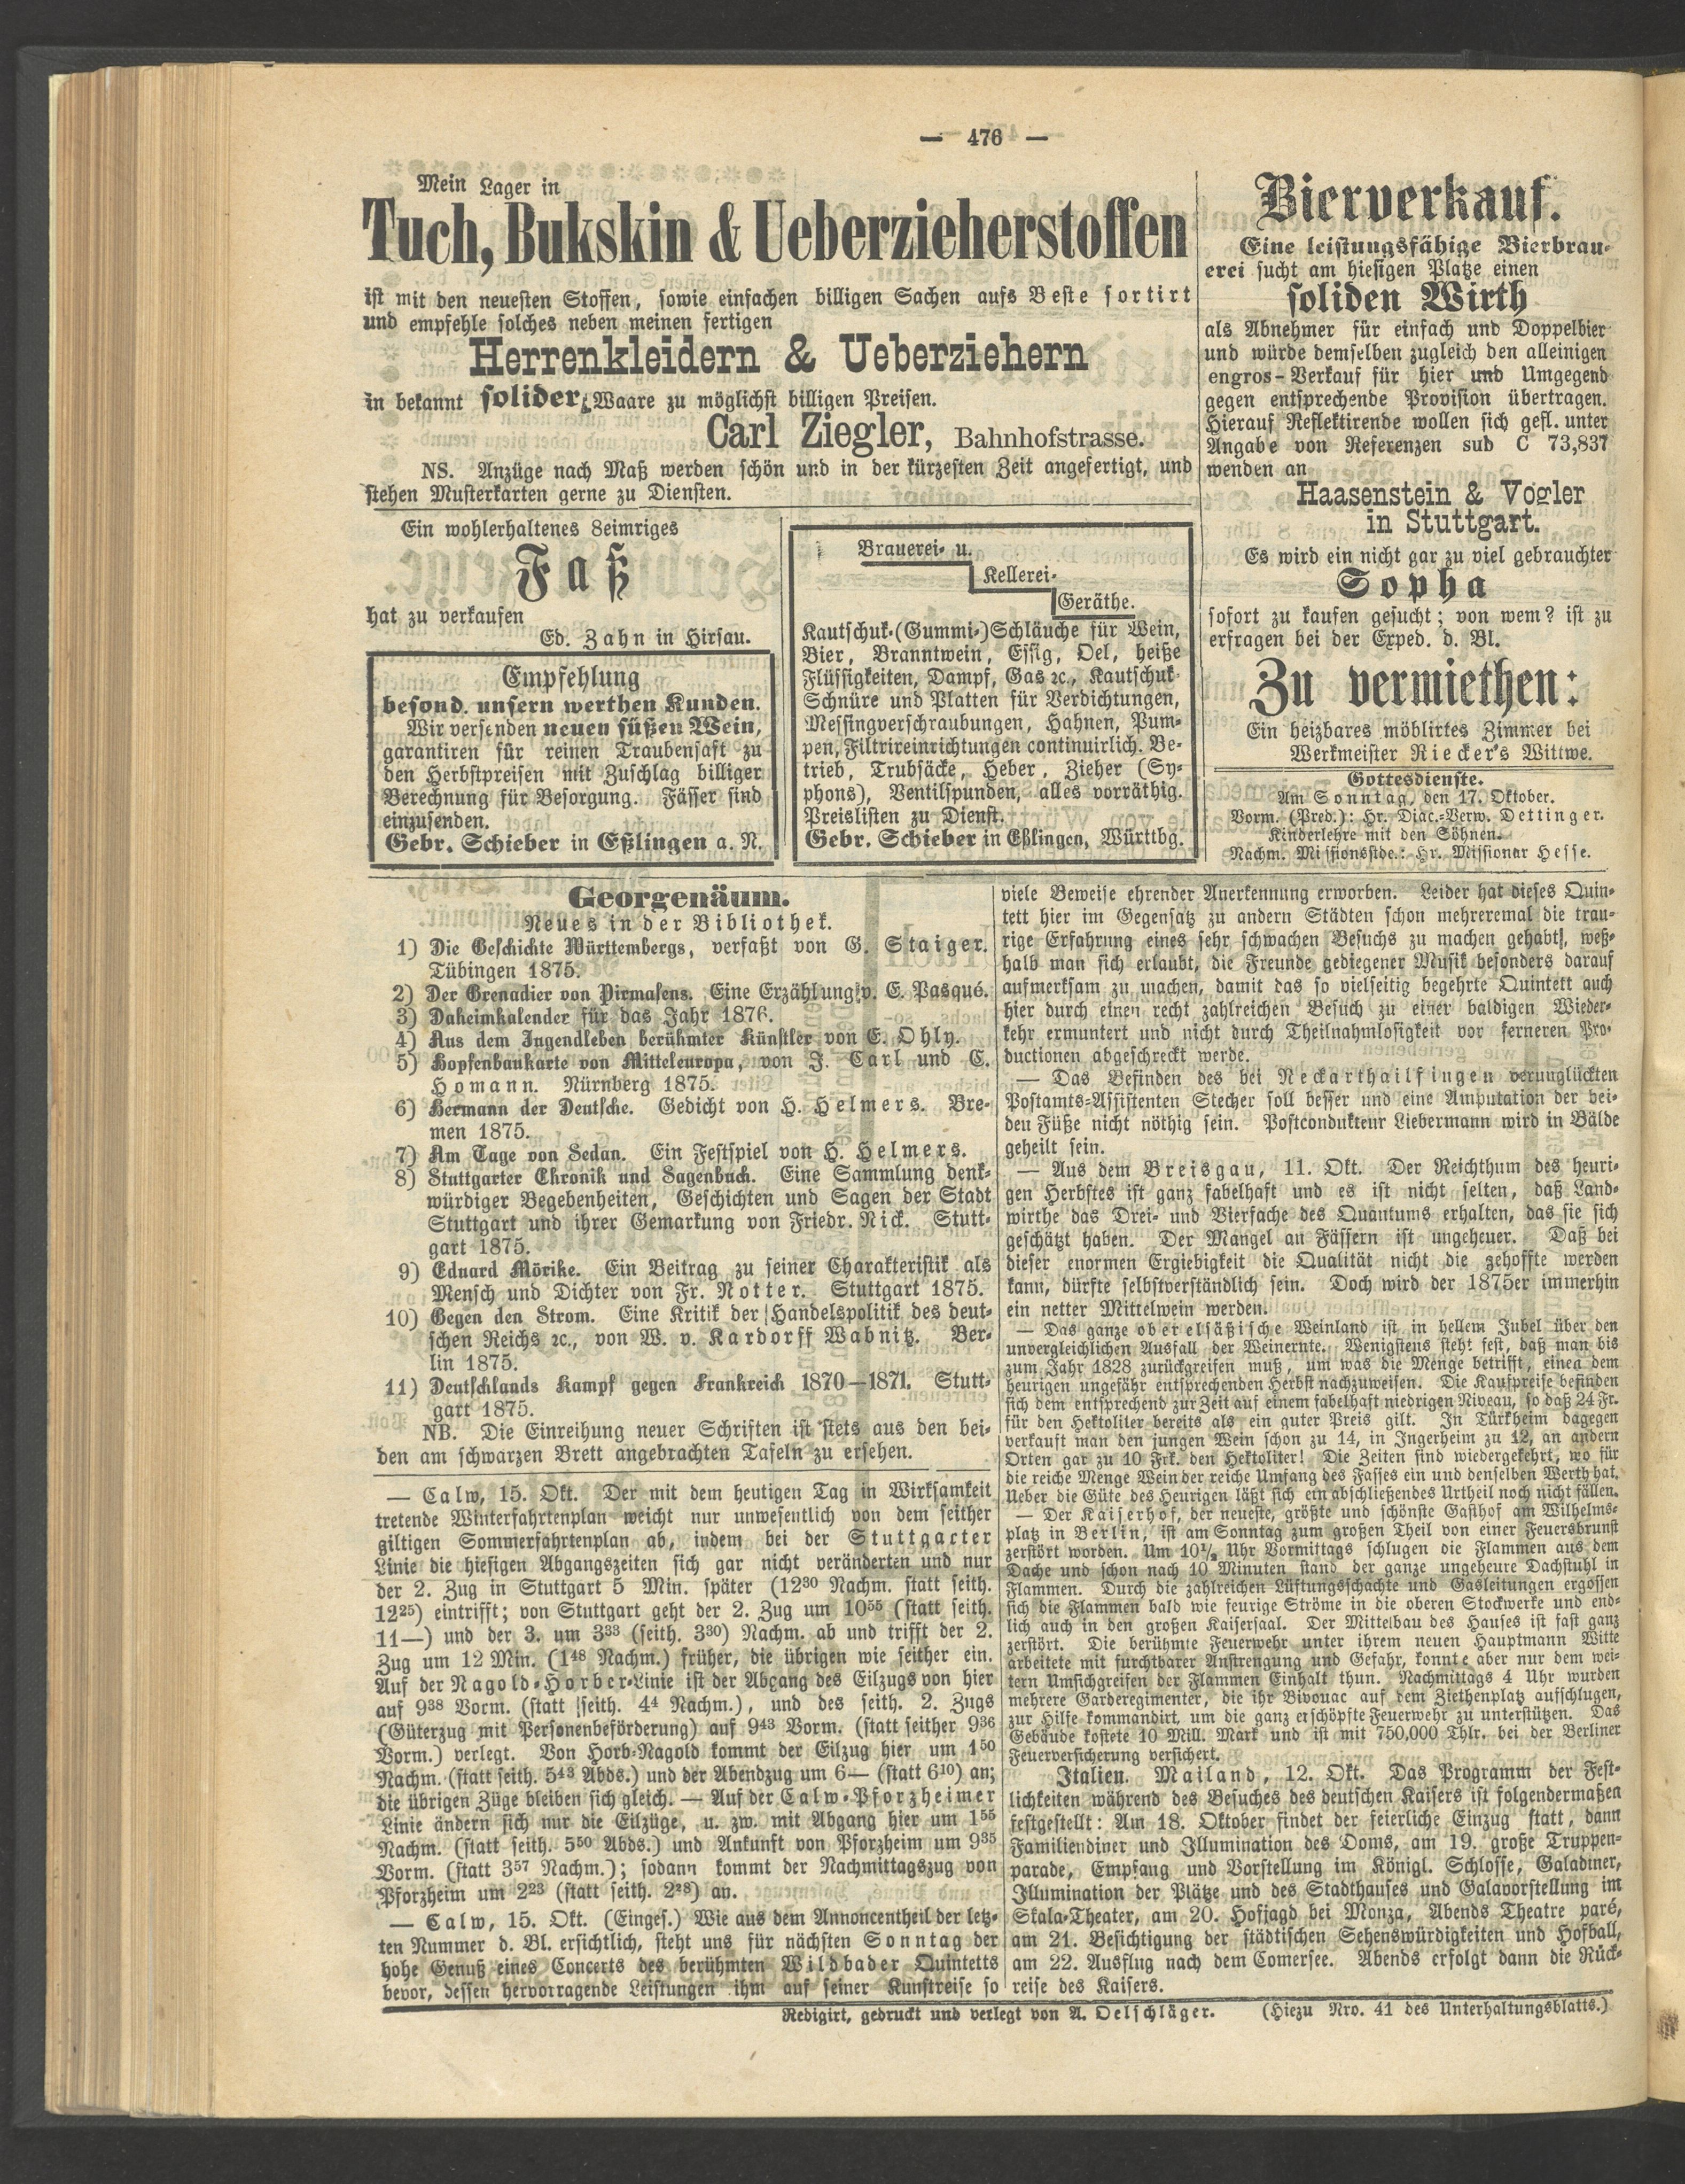 — 476 —
Mein Lager in
Tuch, Bukskin & Ueberzieherstoffen
ist mit den neuesten Stoffen, sowie einfachen billigen Sachen aufs Beste sortirt
und empfehle solches neben meinen fertigen
Herrenkleidern & Ueberziehern
in bekannt solider Waare zu möglichst billigen Preisen.
Carl Ziegler, Bahnhofstrasse.
NS. Anzüge nach Maß werden schön und in der kürzesten Zeit angefertigt, und
stehen Musterkarten gerne zu Diensten.
Ein wohlerhaltenes 8eimriges
Faß
hat zu verkaufen
Ed. Zahn in Hirsau.
Empfehlung
besond. unsern werthen Kunden.
Wir versenden neuen süßen Wein,
garantiren für reinen Traubensaft zu
den Herbstpreisen mit Zuschlag billiger
Berechnung für Besorgung. Fässer sind
einzusenden.
Gebr. Schieber in Eßlingen a. N.
Brauerei- u.
Kellerei-
Geräthe.
Kautschuk-(Gummi-)Schläuche für Wein,
Bier, Branntwein, Essig, Oel, heiße
Flüssigkeiten, Dampf, Gas ꝛc., Kautschuk-
Schnüre und Platten für Verdichtungen,
Messingverschraubungen, Hahnen, Pum-
pen, Filtrireinrichtungen continuirlich. Be-
trieb, Trubsäcke, Heber, Zieher (Sy-
phons), Ventilspunden, alles vorräthig.
Preislisten zu Dienst.
Gebr. Schieber in Eßlingen, Württbg.
Bierverkauf.
Eine leistungsfähige Bierbrau-
erei sucht am hiesigen Platze einen
soliden Wirth
als Abnehmer für einfach und Doppelbier
und würde demselben zugleich den alleinigen
engros-Verkauf für hier und Umgegend
gegen entsprechende Provision übertragen.
Hierauf Reflektirende wollen sich gefl. unter
Angabe von Referenzen sub C 73,837
wenden an
Haasenstein & Vogler
in Stuttgart.
Es wird ein nicht gar zu viel gebrauchter
Sopha
sofort zu kaufen gesucht; von wem? ist zu
erfragen bei der Exped. d. Bl.
Zu vermiethen:
Ein heizbares möblirtes Zimmer bei
Werkmeister Riecker's Wittwe.
Gottesdienste.
Am Sonntag, den 17. Oktober.
Vorm. (Pred.): Hr. Diac.-Verw. Dettinger.
Kinderlehre mit den Söhnen.
Nachm. Missionsstde.: Hr. Missionar Hesse.
Georgenäum.
Neues in der Bibliothek.
1) Die Geschichte Württembergs, verfaßt von G. Staiger.
Tübingen 1875.
2) Der Grenadier von Pirmasens. Eine Erzählung v. E. Pasqué.
3) Daheimkalender für das Jahr 1876.
4) Aus dem Jugendleben berühmter Künstler von E. Ohly.
5) Hopfenbaukarte von Mitteleuropa, von J. Carl und C.
Homann. Nürnberg 1875.
6) Hermann der Deutsche. Gedicht von H. Helmers. Bre-
men 1875.
7) Am Tage von Sedan. Ein Festspiel von H. Helmers.
8) Stuttgarter Chronik und Sagenbuch. Eine Sammlung denk-
würdiger Begebenheiten, Geschichten und Sagen der Stadt
Stuttgart und ihrer Gemarkung von Friedr. Nick. Stutt-
gart 1875.
9) Eduard Mörike. Ein Beitrag zu seiner Charakteristik als
Mensch und Dichter von Fr. Notter. Stuttgart 1875.
10) Gegen den Strom. Eine Kritik der Handelspolitik des deut-
schen Reichs ꝛc., von W. v. Kardorff Wabnitz. Ber-
lin 1875.
11) Deutschlands Kampf gegen Frankreich 1870—1871. Stutt-
gart 1875.
NB. Die Einreihung neuer Schriften ist stets aus den bei-
den am schwarzen Brett angebrachten Tafeln zu ersehen.
— Calw, 15. Okt. Der mit dem heutigen Tag in Wirksamkeit
tretende Winterfahrtenplan weicht nur unwesentlich von dem seither
giltigen Sommerfahrtenplan ab, indem bei der Stuttgarter
Linie die hiesigen Abgangszeiten sich gar nicht veränderten und nur
der 2. Zug in Stuttgart 5 Min. später (12³⁰ Nachm. statt seith.
12²⁵) eintrifft; von Stuttgart geht der 2. Zug um 10⁵⁵ (statt seith.
11—) und der 3. um 3³³ (seith. 3³⁰) Nachm. ab und trifft der 2.
Zug um 12 Min. (1⁴⁸ Nachm.) früher, die übrigen wie seither ein.
Auf der Nagold-Horber-Linie ist der Abgang des Eilzugs von hier
auf 9³⁸ Vorm. (statt seith. 4⁴ Nachm.), und des seith. 2. Zugs
(Güterzug mit Personenbeförderung) auf 9⁴³ Vorm. (statt seither 9³⁶
Vorm.) verlegt. Von Horb-Nagold kommt der Eilzug hier um 1⁵⁰
Nachm. (statt seith. 5⁴³ Abds.) und der Abendzug um 6— (statt 6¹⁰) an;
die übrigen Züge bleiben sich gleich. — Auf der Calw-Pforzheimer
Linie ändern sich nur die Eilzüge, u. zw. mit Abgang hier um 1⁵⁵
Nachm. (statt seith. 5⁵⁰ Abds.) und Ankunft von Pforzheim um 9³⁵
Vorm. (statt 3⁵⁷ Nachm.); sodann kommt der Nachmittagszug von
Pforzheim um 2²³ (statt seith. 2²⁸) an.
— Calw, 15. Okt. (Einges.) Wie aus dem Annoncentheil der letz-
ten Nummer d. Bl. ersichtlich, steht uns für nächsten Sonntag der
hohe Genuß eines Concerts des berühmten Wildbader Quintetts
bevor, dessen hervorragende Leistungen ihm auf seiner Kunstreise so
viele Beweise ehrender Anerkennung erworben. Leider hat dieses Quin-
tett hier im Gegensatz zu andern Städten schon mehreremal die trau-
rige Erfahrung eines sehr schwachen Besuchs zu machen gehabt, weß-
halb man sich erlaubt, die Freunde gediegener Musik besonders darauf
aufmerksam zu machen, damit das so vielseitig begehrte Quintett auch
hier durch einen recht zahlreichen Besuch zu einer baldigen Wieder-
kehr ermuntert und nicht durch Theilnahmlosigkeit vor ferneren Pro-
ductionen abgeschreckt werde.
— Das Befinden des bei Neckarthailfingen verunglückten
Postamts-Assistenten Stecher soll besser und eine Amputation der bei-
den Füße nicht nöthig sein. Postcondukteur Liebermann wird in Bälde
geheilt sein.
— Aus dem Breisgau, 11. Okt. Der Reichthum des heuri-
gen Herbstes ist ganz fabelhaft und es ist nicht selten, daß Land-
wirthe das Drei- und Vierfache des Quantums erhalten, das sie sich
geschätzt haben. Der Mangel an Fässern ist ungeheuer. Daß bei
dieser enormen Ergiebigkeit die Qualität nicht die gehoffte werden
kann, dürfte selbstverständlich sein. Doch wird der 1875er immerhin
ein netter Mittelwein werden.
— Das ganze oberelsäßische Weinland ist in hellem Jubel über den
unvergleichlichen Ausfall der Weinernte. Wenigstens steht fest, daß man bis
zum Jahr 1828 zurückgreifen muß, um was die Menge betrifft, einen dem
heurigen ungefähr entsprechenden Herbst nachzuweisen. Die Kaufpreise befinden
sich dem entsprechend zur Zeit auf einem fabelhaft niedrigen Niveau, so daß 24 Fr.
für den Hektoliter bereits als ein guter Preis gilt. In Türkheim dagegen
verkauft man den jungen Wein schon zu 14, in Ingerheim zu 12, an andern
Orten gar zu 10 Frk. den Hektoliter! Die Zeiten sind wiedergekehrt, wo für
die reiche Menge Wein der reiche Umfang des Fasses ein und denselben Werth hat.
Ueber die Güte des Heurigen läßt sich ein abschließendes Urtheil noch nicht fällen.
— Der Kaiserhof, der neueste, größte und schönste Gasthof am Wilhelms-
platz in Berlin, ist am Sonntag zum großen Theil von einer Feuersbrunst
zerstört worden. Um 10½ Uhr Vormittags schlugen die Flammen aus dem
Dache und schon nach 10 Minuten stand der ganze ungeheure Dachstuhl in
Flammen. Durch die zahlreichen Lüftungsschachte und Gasleitungen ergossen
sich die Flammen bald wie feurige Ströme in die oberen Stockwerke und end-
lich auch in den großen Kaisersaal. Der Mittelbau des Hauses ist fast ganz
zerstört. Die berühmte Feuerwehr unter ihrem neuen Hauptmann Witte
arbeitete mit furchtbarer Anstrengung und Gefahr, konnte aber nur dem wei-
tern Umsichgreifen der Flammen Einhalt thun. Nachmittags 4 Uhr wurden
mehrere Garderegimenter, die ihr Bivouac auf dem Ziethenplatz aufschlugen,
zur Hilfe kommandirt, um die ganz erschöpfte Feuerwehr zu unterstützen. Das
Gebäude kostete 10 Mill. Mark und ist mit 750,000 Thlr. bei der Berliner
Feuerversicherung versichert.
Italien. Mailand, 12. Okt. Das Programm der Fest-
lichkeiten während des Besuches des deutschen Kaisers ist folgendermaßen
festgestellt: Am 18. Oktober findet der feierliche Einzug statt, dann
Familiendiner und Illumination des Doms, am 19. große Truppen-
parade, Empfang und Vorstellung im Königl. Schlosse, Galadiner,
Illumination der Plätze und des Stadthauses und Galavorstellung im
Skala-Theater, am 20. Hofjagd bei Monza, Abends Theatre paré,
am 21. Besichtigung der städtischen Sehenswürdigkeiten und Hofball,
am 22. Ausflug nach dem Comersee. Abends erfolgt dann die Rück-
reise des Kaisers.
Redigirt, gedruckt und verlegt von A. Oelschläger. (Hiezu Nro. 41 des Unterhaltungsblatts.)